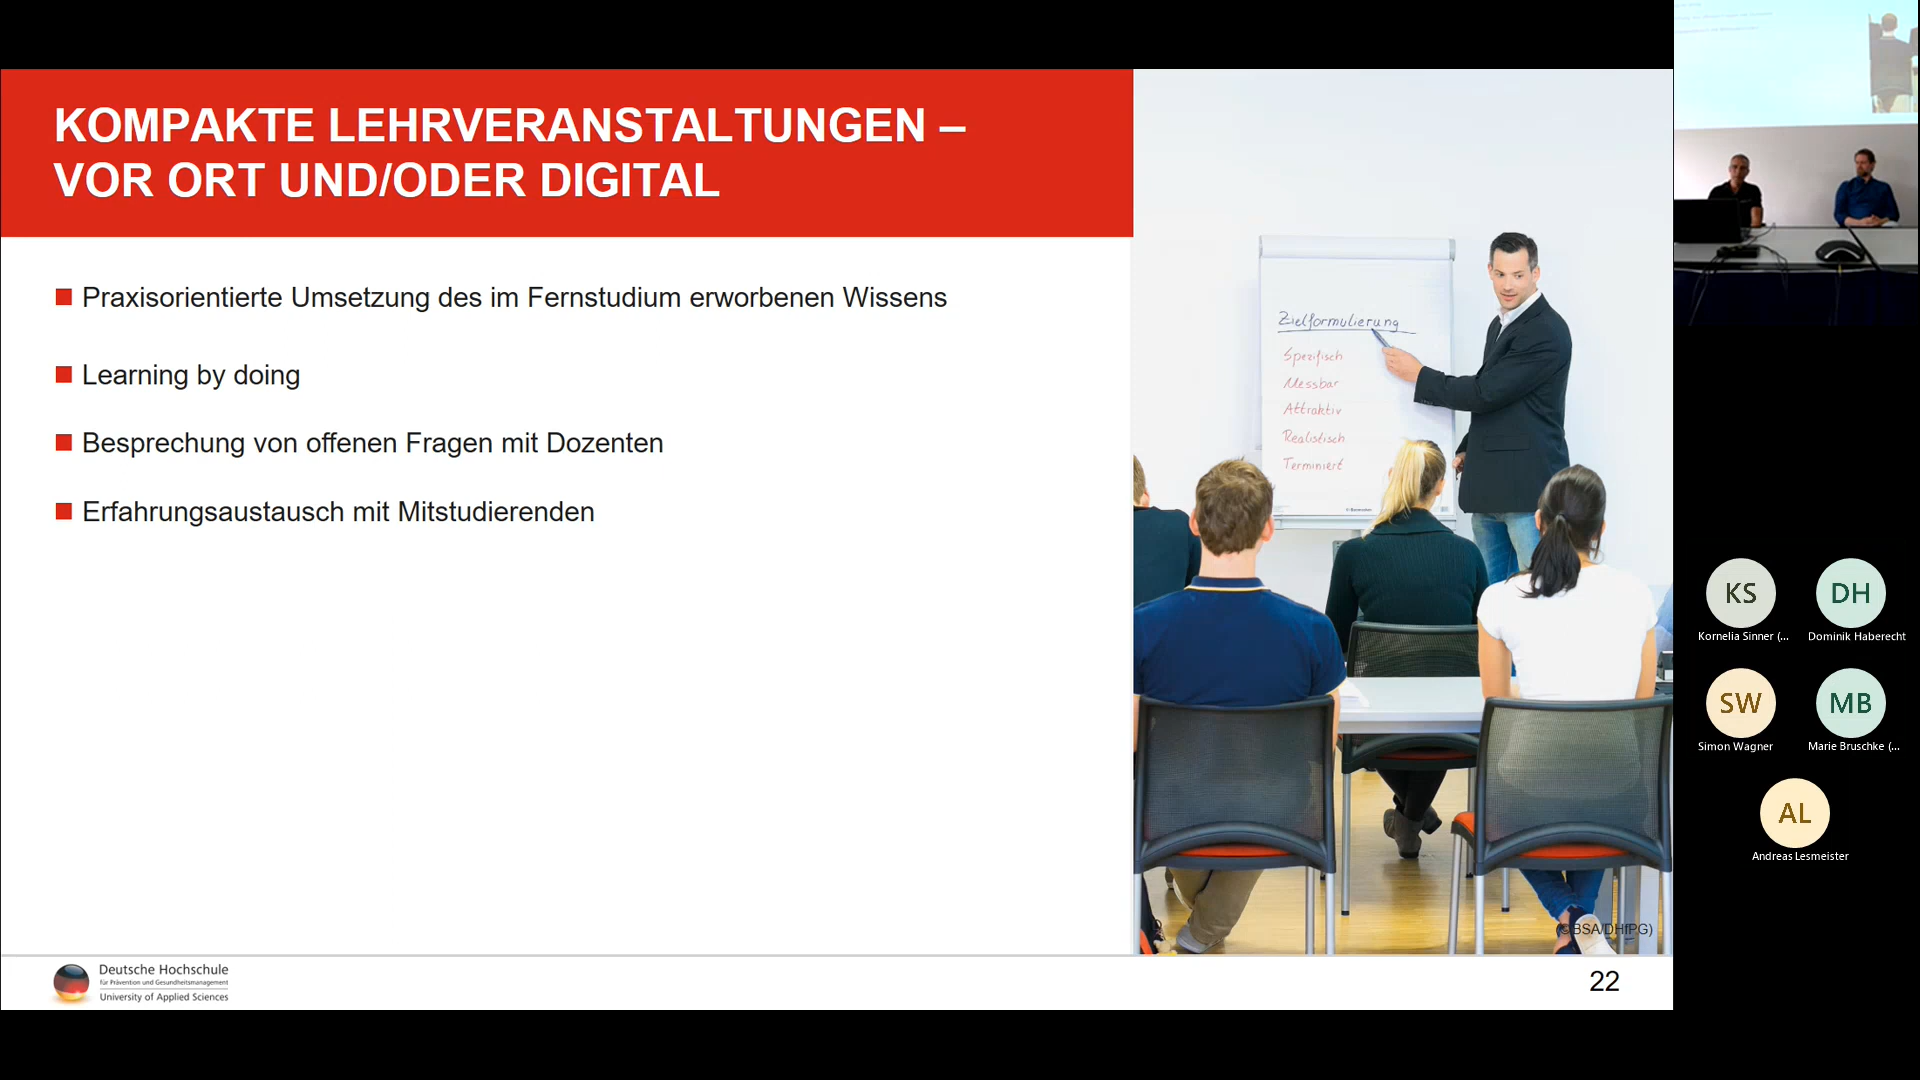 KOMPAKTE LEHRVERANSTALTUNGEN –
VOR ORT UND/ODER DIGITAL
Praxisorientierte Umsetzung des im Fernstudium erworbenen Wissens
Learning by doing
Besprechung von offenen Fragen mit Dozenten
Erfahrungsaustausch mit Mitstudierenden
Zielformulierung
Spezifisch
Messbar
Attraktiv
Realistisch
Terminiert
(©BSA/DHfPG)
Deutsche Hochschule
für Prävention und Gesundheitsmanagement
University of Applied Sciences
22
KS
DH
Kornelia Sinner (...
Dominik Haberecht
SW
MB
Simon Wagner
Marie Bruschke (...
AL
Andreas Lesmeister